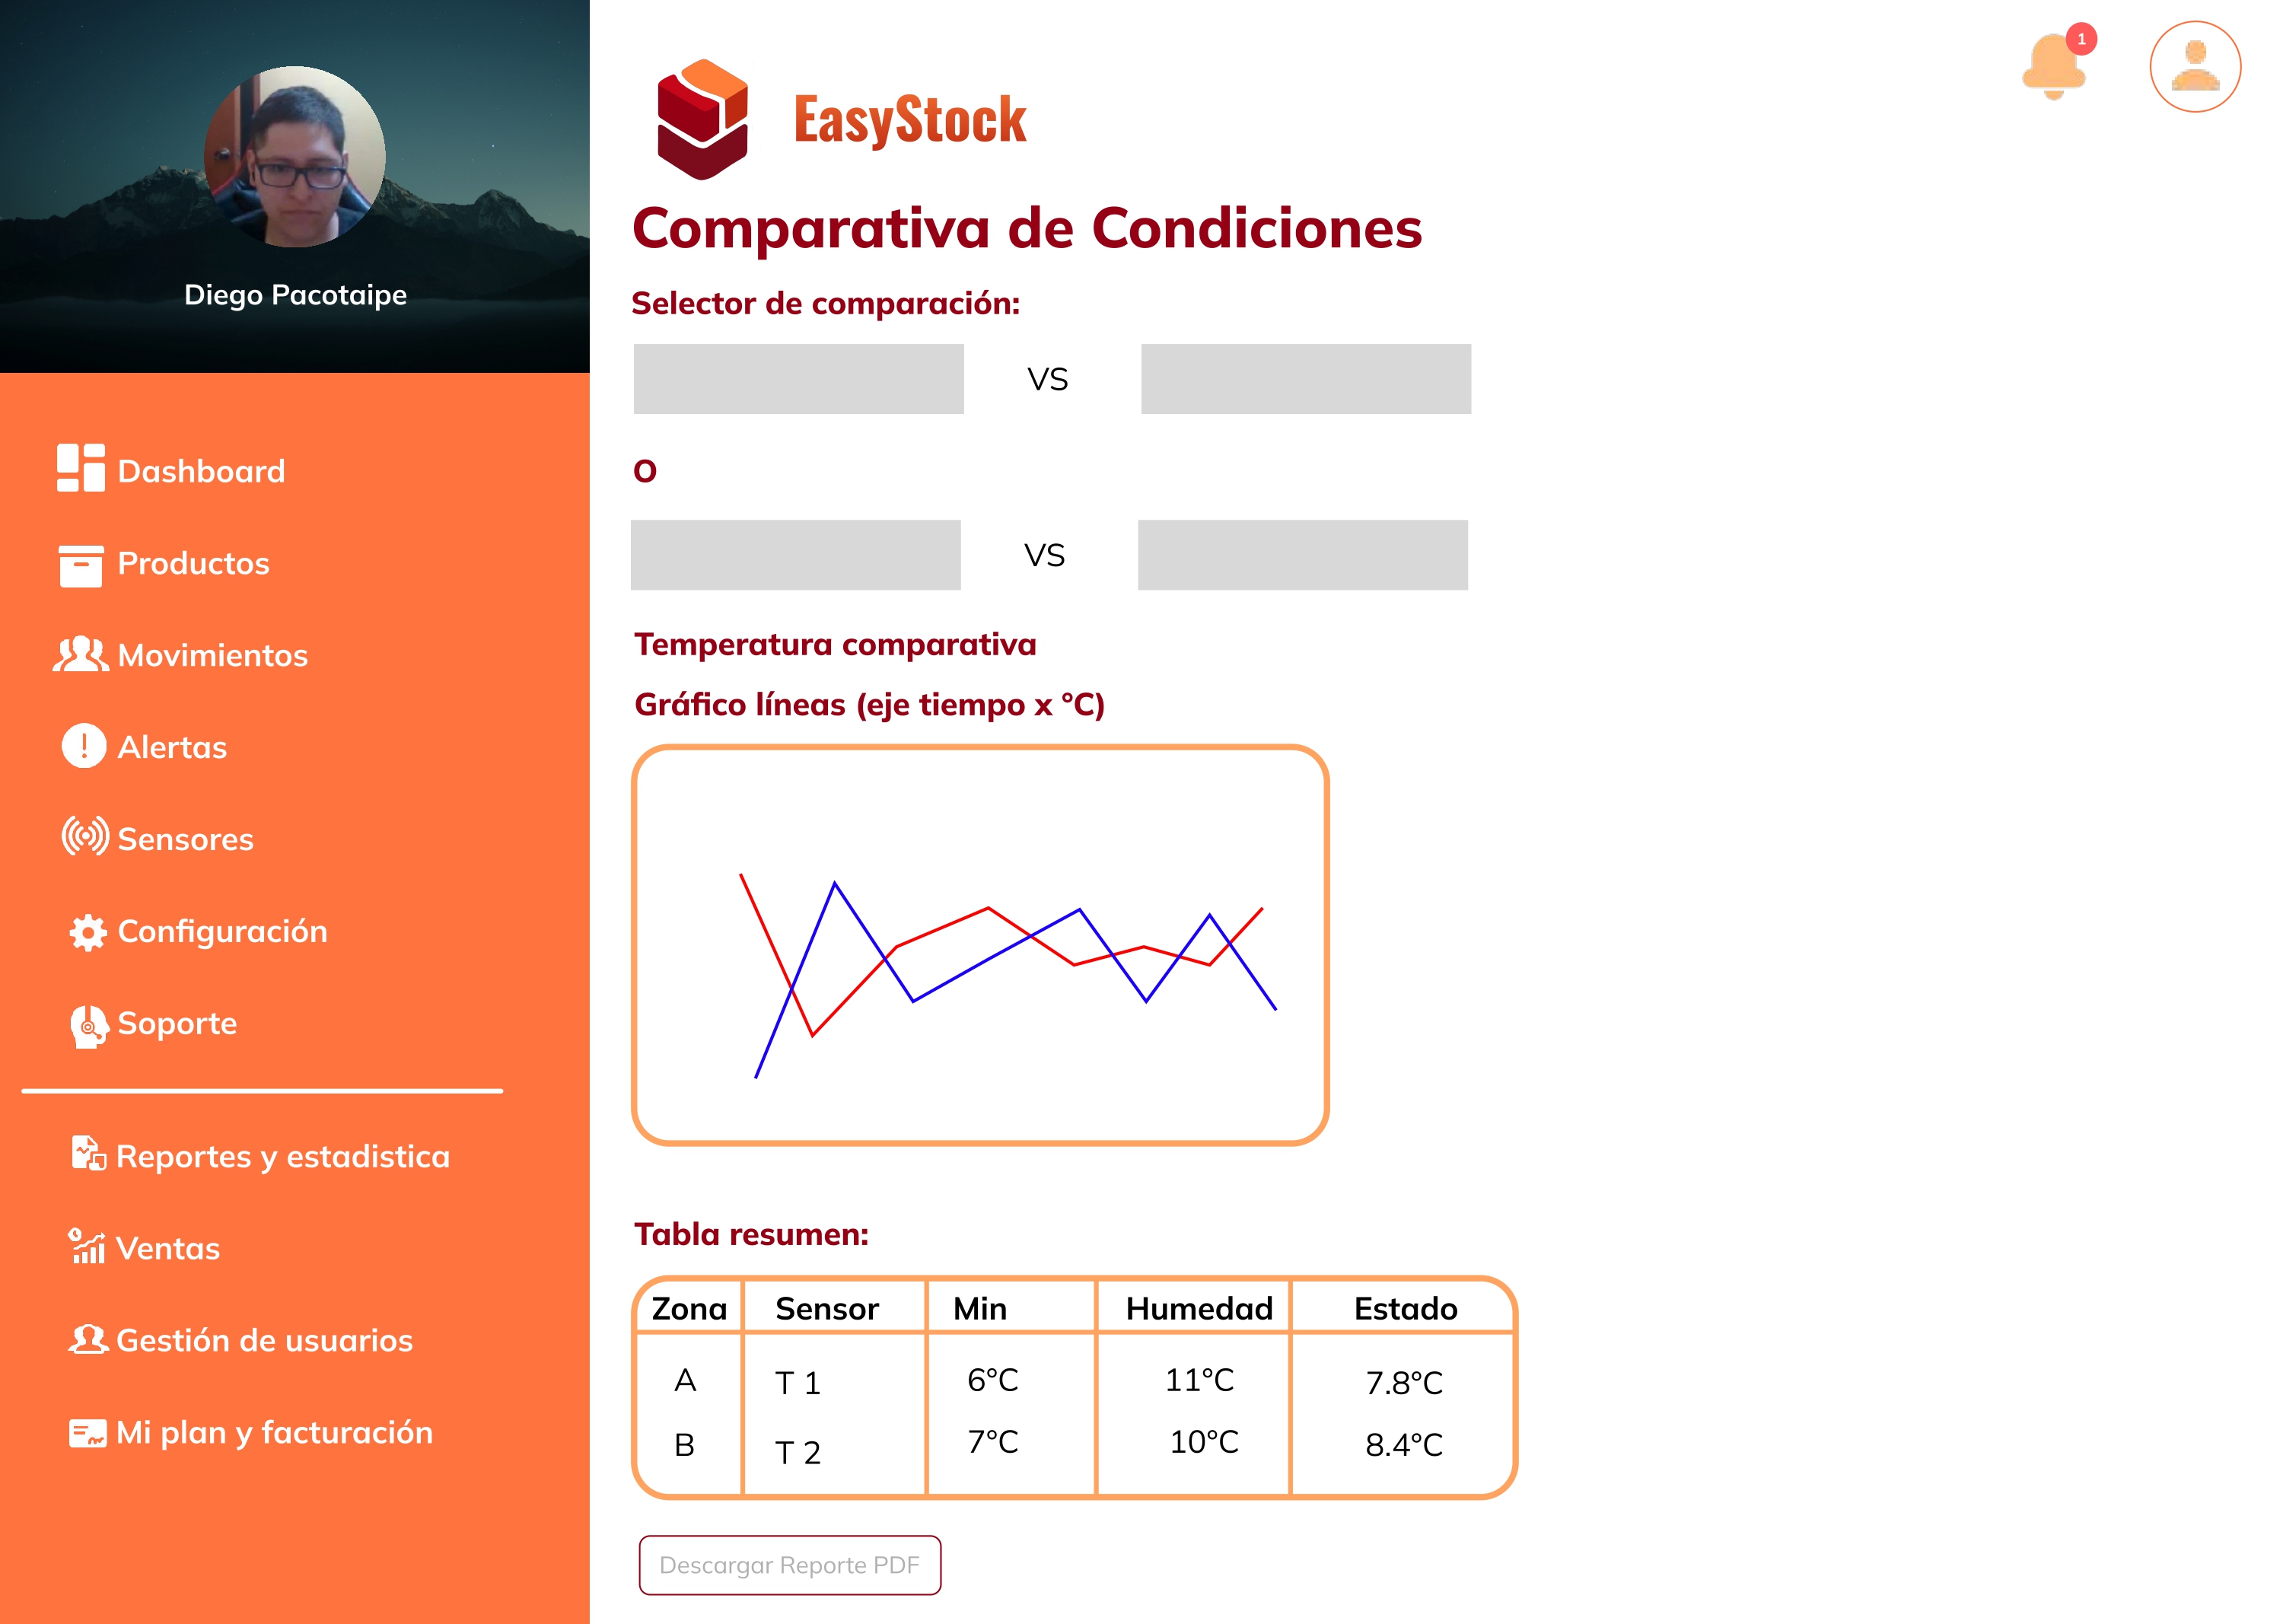 Diego Pacotaipe
Dashboard
Productos
Movimientos
Alertas
Sensores
Configuración
Soporte
Reportes y estadistica
Ventas
Gestión de usuarios
Mi plan y facturación
1
EasyStock
Comparativa de Condiciones
Selector de comparación:
VS
O
VS
Temperatura comparativa
Gráfico líneas (eje tiempo x °C)
Tabla resumen:
Zona Sensor Min Humedad Estado
A T 1 6°C 11°C 7.8°C
B T 2 7°C 10°C 8.4°C
Descargar Reporte PDF